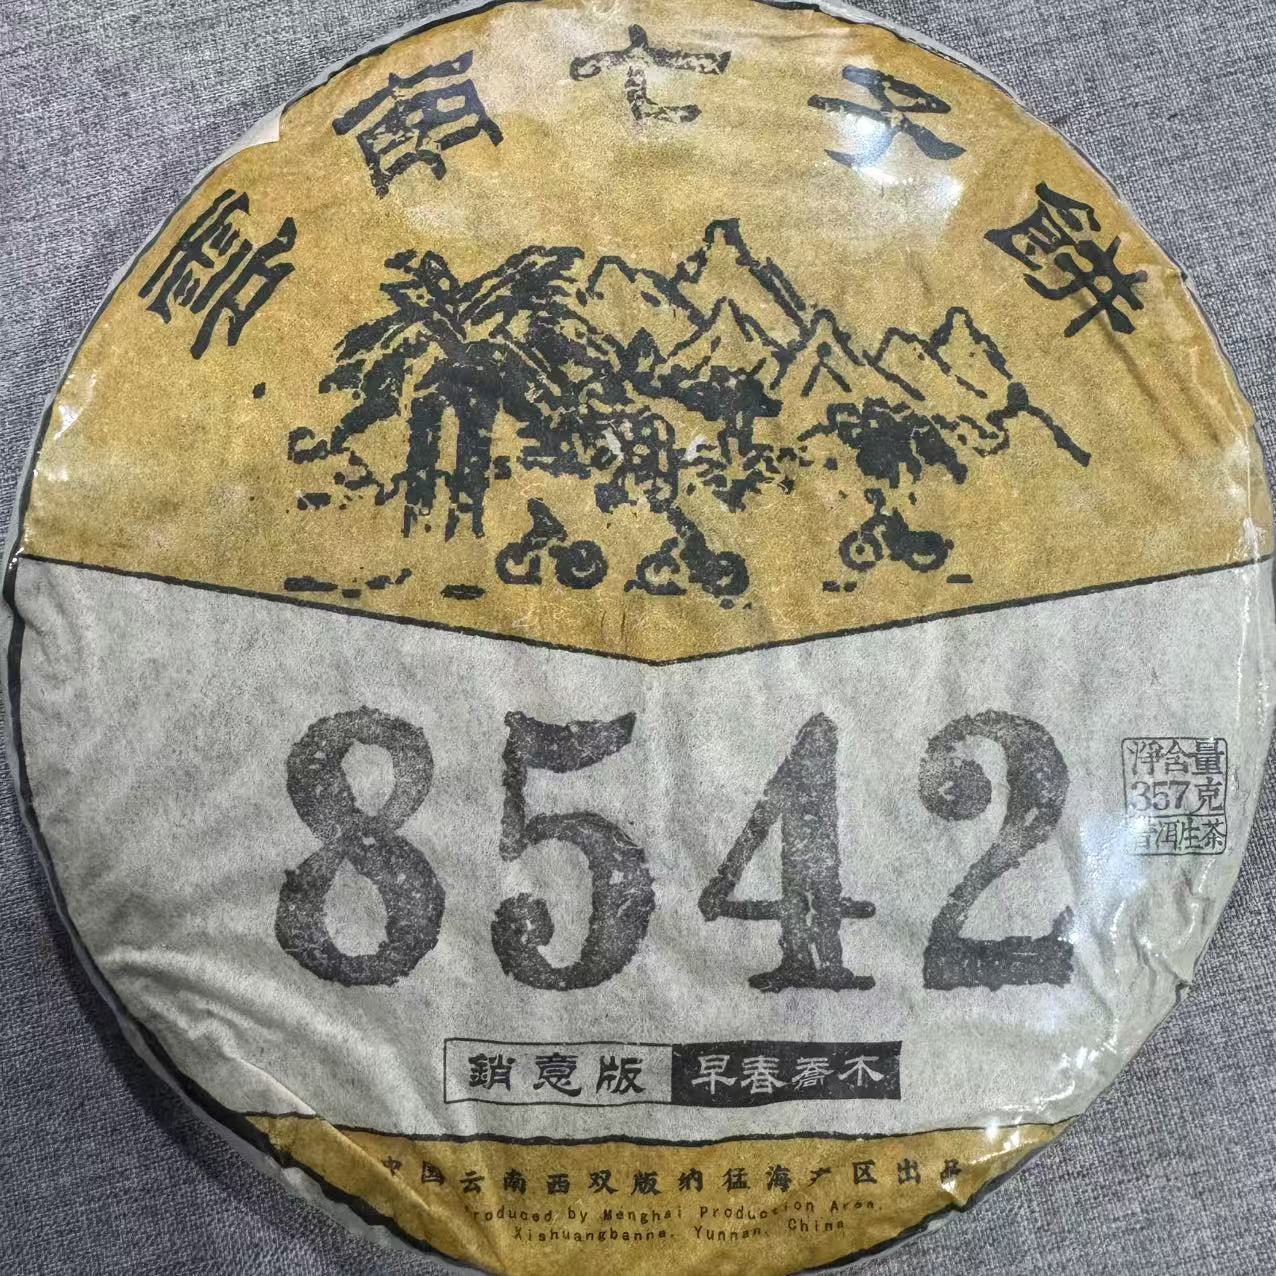 雲南七子餅
8542
淨含量
357克
普洱生茶
銷意版 早春喬木
中国云南西双版纳猛海产区出品
Produced by Menghai Production Area,
Xishuangbanna, Yunnan, China